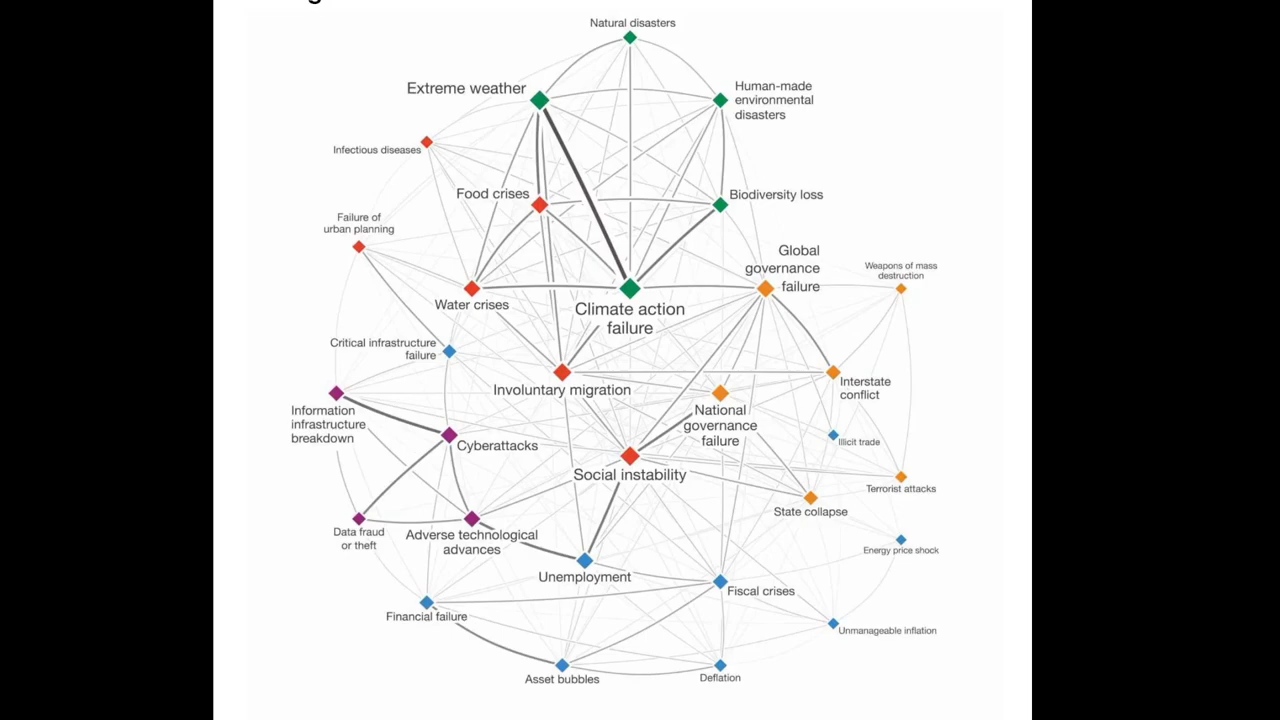 Natural disasters
Extreme weather
Human-made
environmental
disasters
Infectious diseases
Food crises
Biodiversity loss
Failure of
urban planning
Global
governance
failure
Weapons of mass
destruction
Water crises
Climate action
failure
Critical infrastructure
failure
Involuntary migration
Interstate
conflict
Information
infrastructure
breakdown
National
governance
failure
Cyberattacks
Illicit trade
Social instability
Terrorist attacks
State collapse
Data fraud
or theft
Adverse technological
advances
Energy price shock
Unemployment
Fiscal crises
Financial failure
Unmanageable inflation
Asset bubbles
Deflation